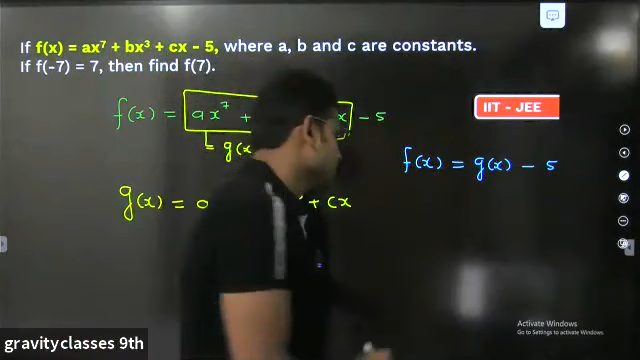 If f(x) = ax⁷ + bx³ + cx - 5, where a, b and c are constants.
If f(-7) = 7, then find f(7).
IIT - JEE
f(x) = ax⁷ + x - 5
= g(x
f(x) = g(x) - 5
g(x) = + cx
Activate Windows
Go to Settings to activate Windows.
gravityclasses 9th